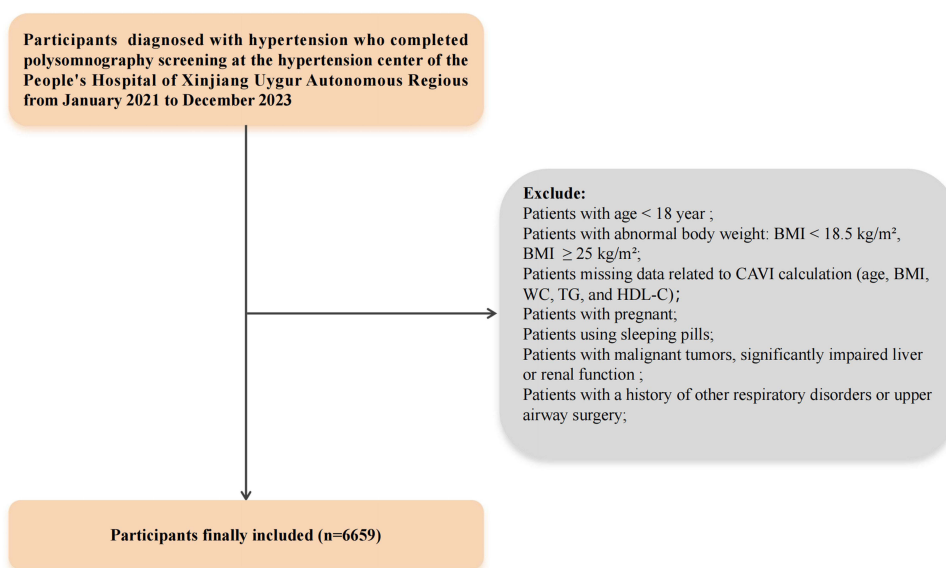 Participants diagnosed with hypertension who completed
polysomnography screening at the hypertension center of the
People's Hospital of Xinjiang Uygur Autonomous Regious
from January 2021 to December 2023
Exclude:
Patients with age < 18 year ;
Patients with abnormal body weight: BMI < 18.5 kg/m²,
BMI ≥ 25 kg/m²;
Patients missing data related to CAVI calculation (age, BMI,
WC, TG, and HDL-C);
Patients with pregnant;
Patients using sleeping pills;
Patients with malignant tumors, significantly impaired liver
or renal function ;
Patients with a history of other respiratory disorders or upper
airway surgery;
Participants finally included (n=6659)